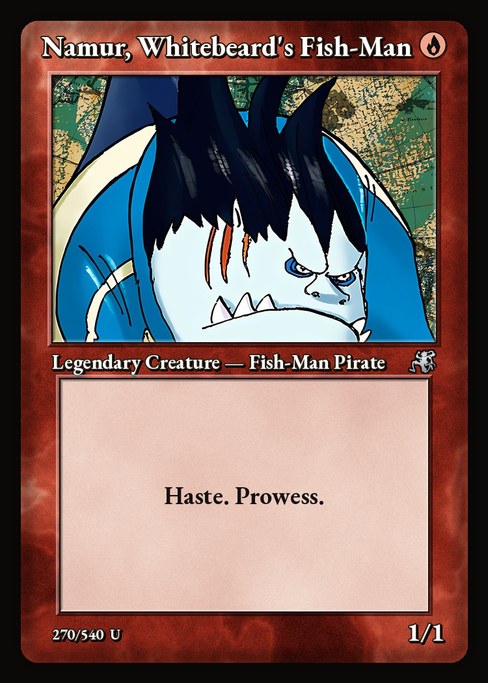 Namur, Whitebeard's Fish-Man
Legendary Creature — Fish-Man Pirate
Haste. Prowess.
270/540 U
1/1